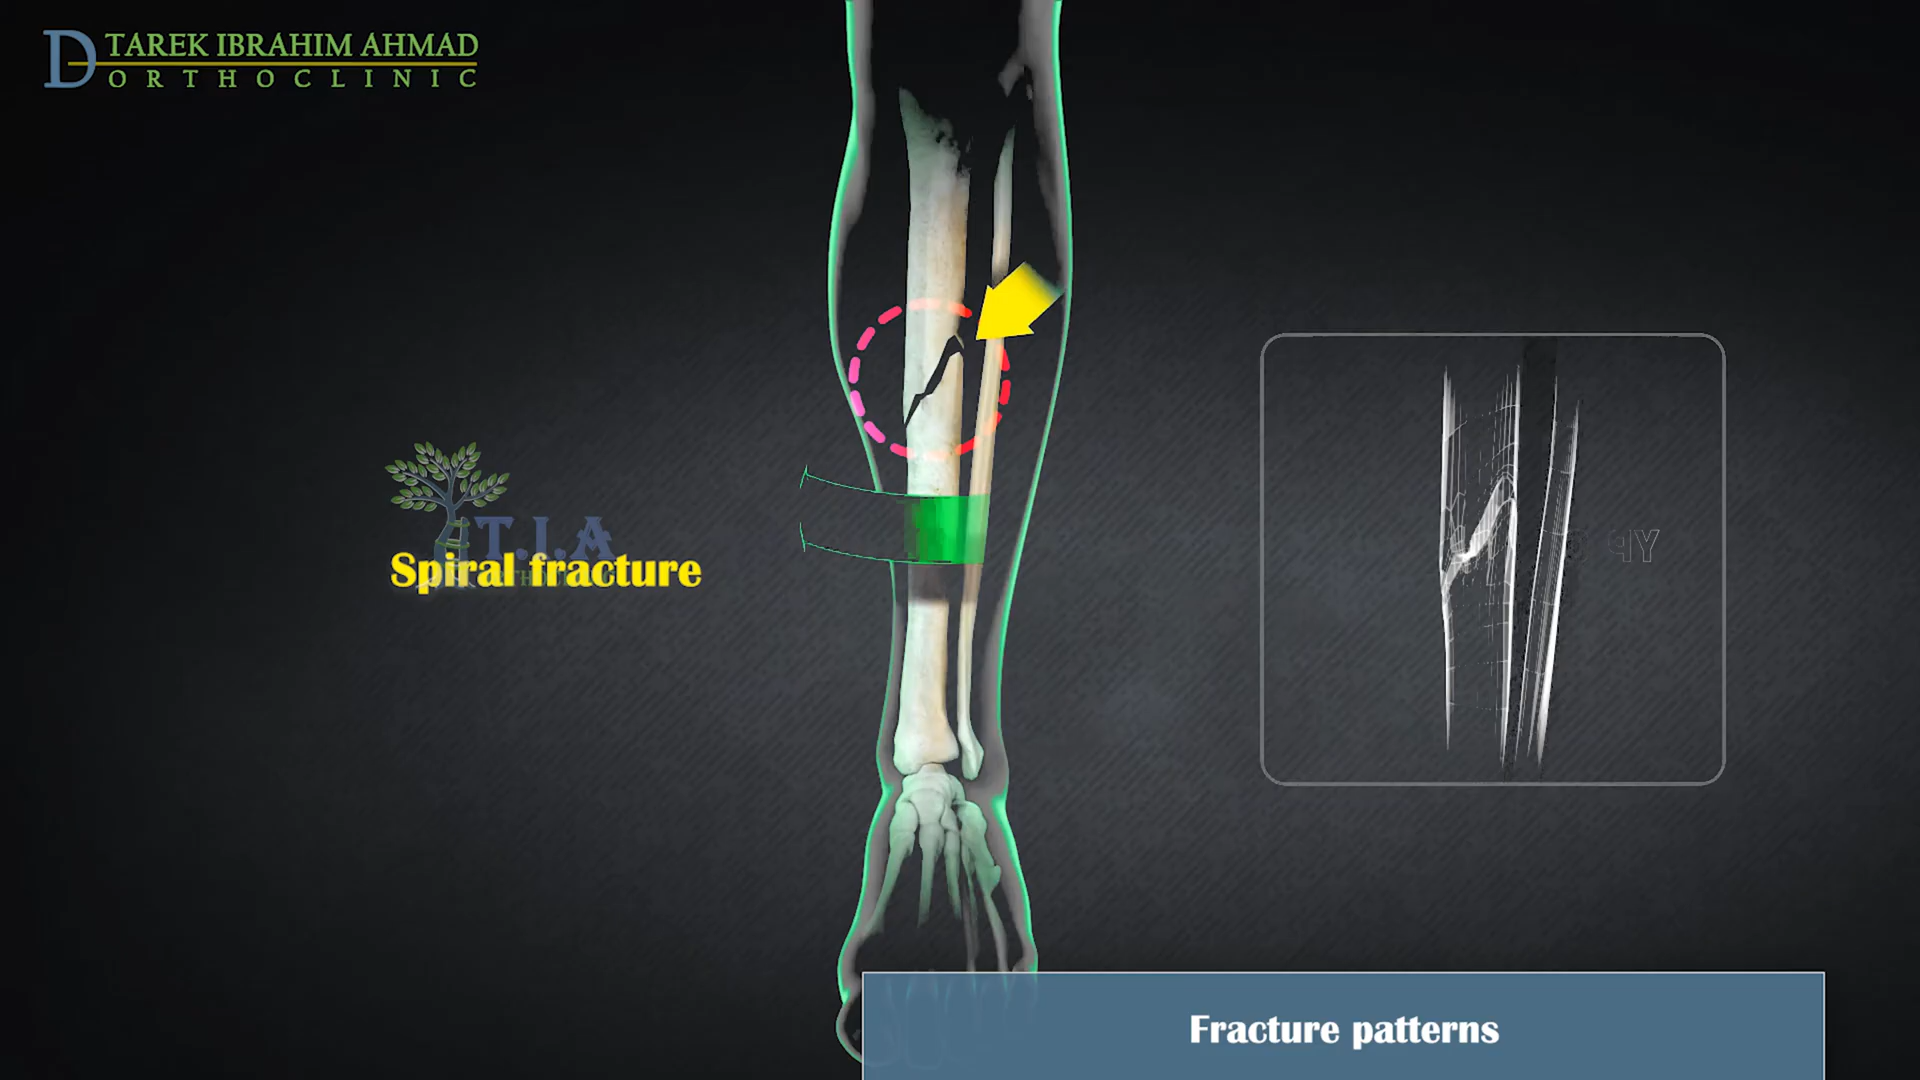 D TAREK IBRAHIM AHMAD
ORTHOCLINIC
T.I.A
Spiral fracture
Fracture patterns